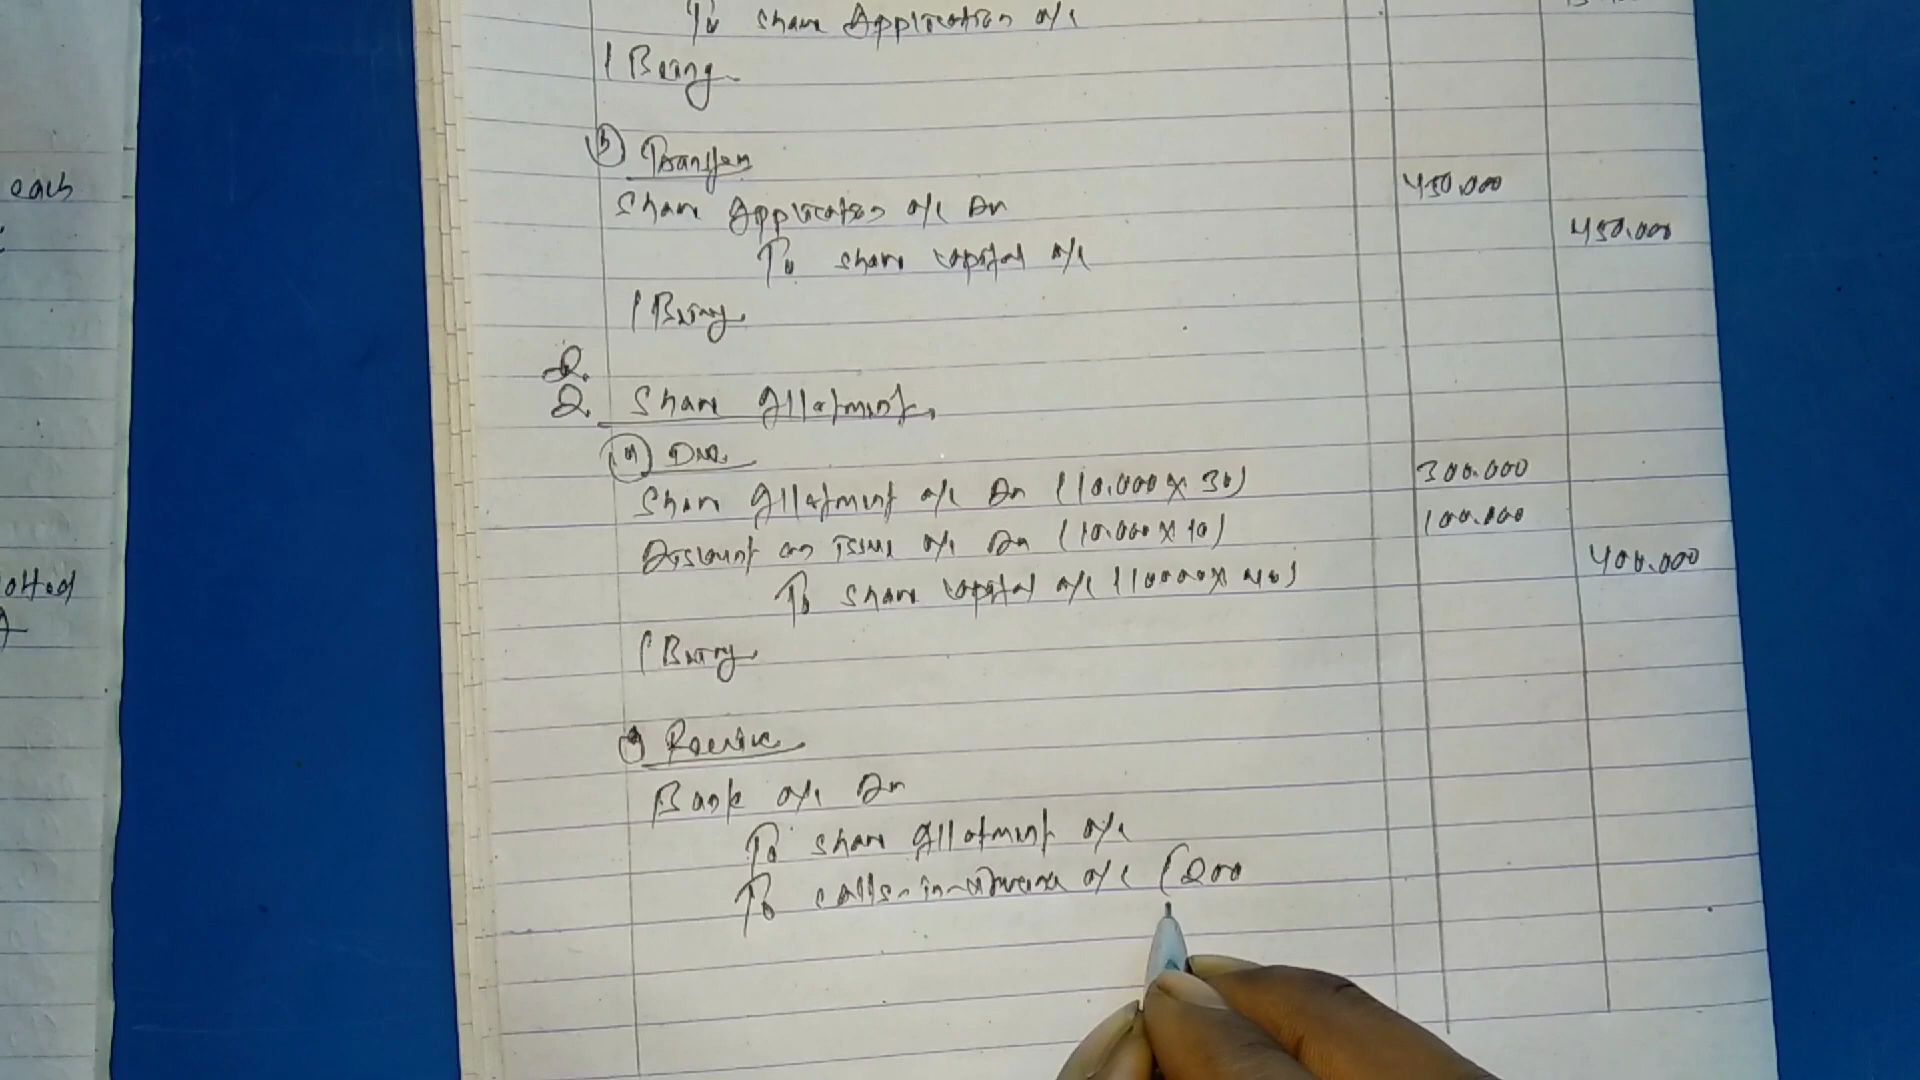 To share Application a/c
(Being
(b) Transfer
Share Application a/c Dr 450.000
To share capital a/c 450.000
(Being
2.
2. Share Allotment
(a) Due
Share Allotment a/c Dr (10.000 x 30) 300.000
Discount on issue a/c Dr (10.000 x 10) 100.000
To share capital a/c (10000 x 40) 400.000
(Being
Receive
Bank a/c Dr
To share Allotment a/c
To calls-in-advance a/c (200
each
otted